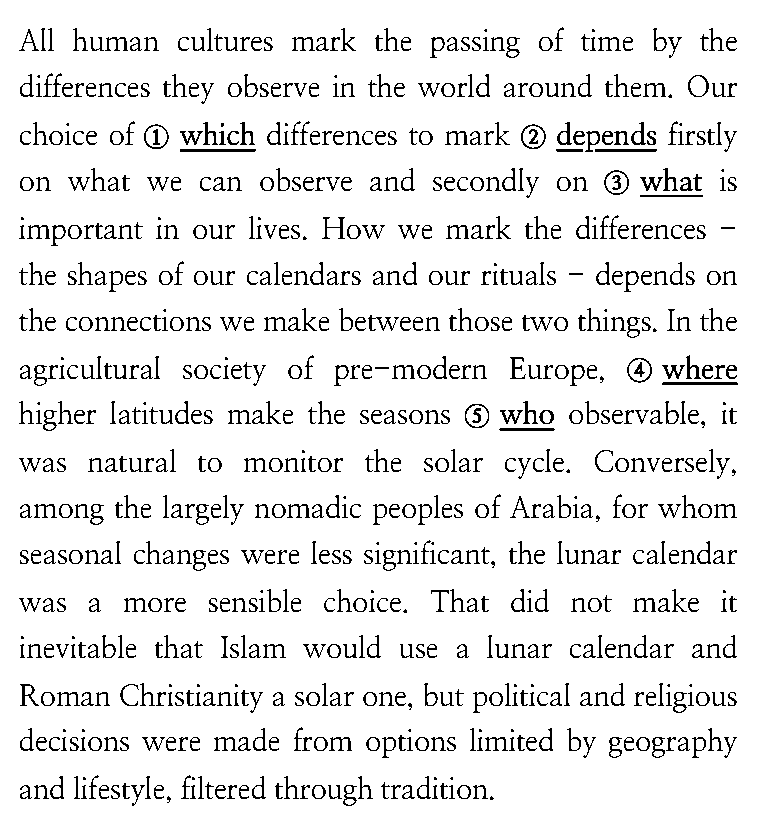 All human cultures mark the passing of time by the
differences they observe in the world around them. Our
choice of ① which differences to mark ② depends firstly
on what we can observe and secondly on ③ what is
important in our lives. How we mark the differences -
the shapes of our calendars and our rituals - depends on
the connections we make between those two things. In the
agricultural society of pre-modern Europe, ④ where
higher latitudes make the seasons ⑤ who observable, it
was natural to monitor the solar cycle. Conversely,
among the largely nomadic peoples of Arabia, for whom
seasonal changes were less significant, the lunar calendar
was a more sensible choice. That did not make it
inevitable that Islam would use a lunar calendar and
Roman Christianity a solar one, but political and religious
decisions were made from options limited by geography
and lifestyle, filtered through tradition.